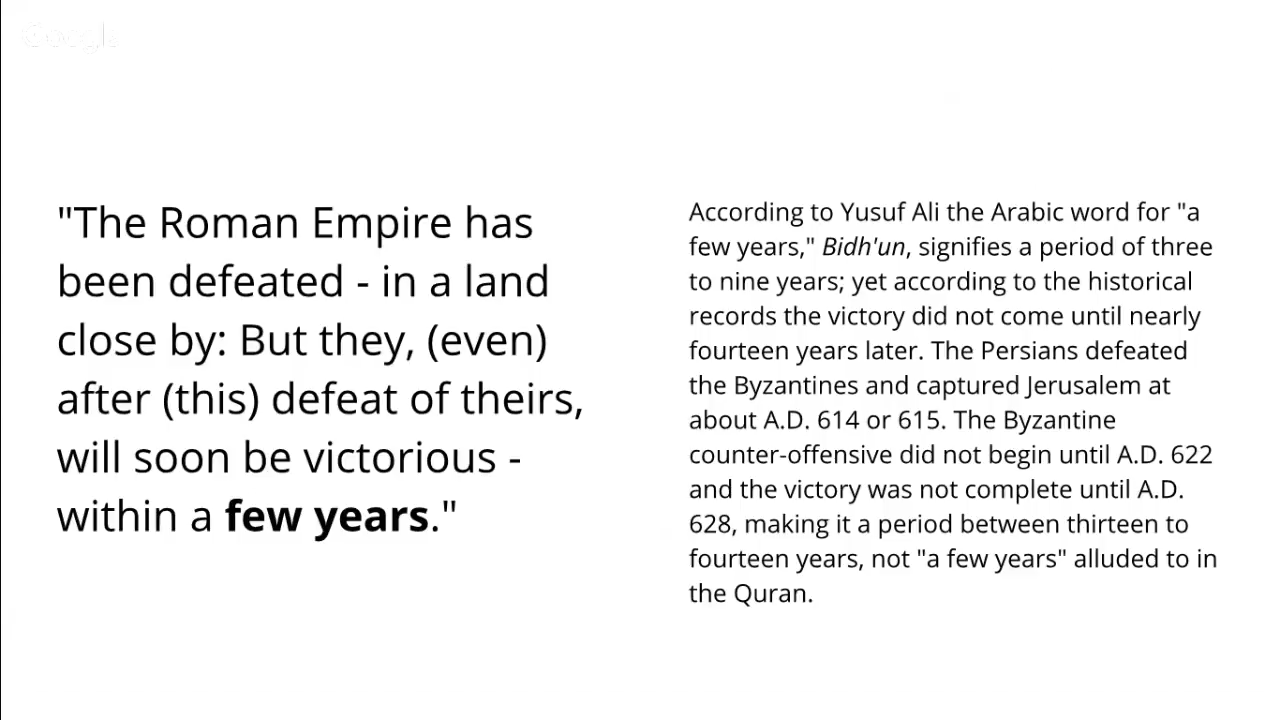 "The Roman Empire has
been defeated - in a land
close by: But they, (even)
after (this) defeat of theirs,
will soon be victorious -
within a few years."
According to Yusuf Ali the Arabic word for "a
few years," Bidh'un, signifies a period of three
to nine years; yet according to the historical
records the victory did not come until nearly
fourteen years later. The Persians defeated
the Byzantines and captured Jerusalem at
about A.D. 614 or 615. The Byzantine
counter-offensive did not begin until A.D. 622
and the victory was not complete until A.D.
628, making it a period between thirteen to
fourteen years, not "a few years" alluded to in
the Quran.